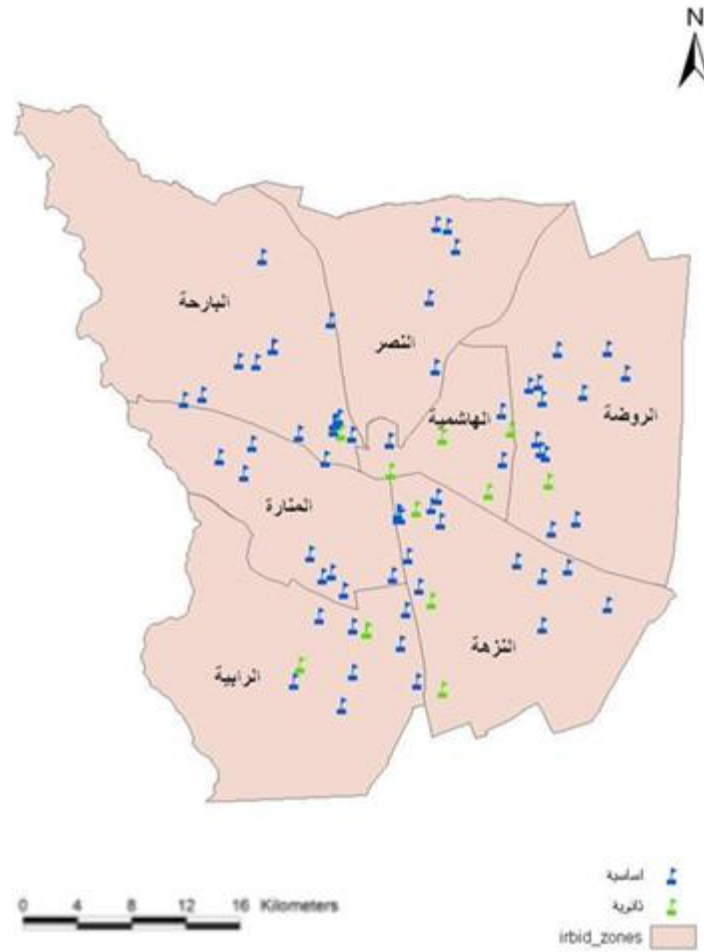 N
البارحة
النصر
الهاشمية
الروضة
المنارة
النزهة
الرابية
اساسية
ثانوية
irbid_zones
0 4 8 12 16 Kilometers